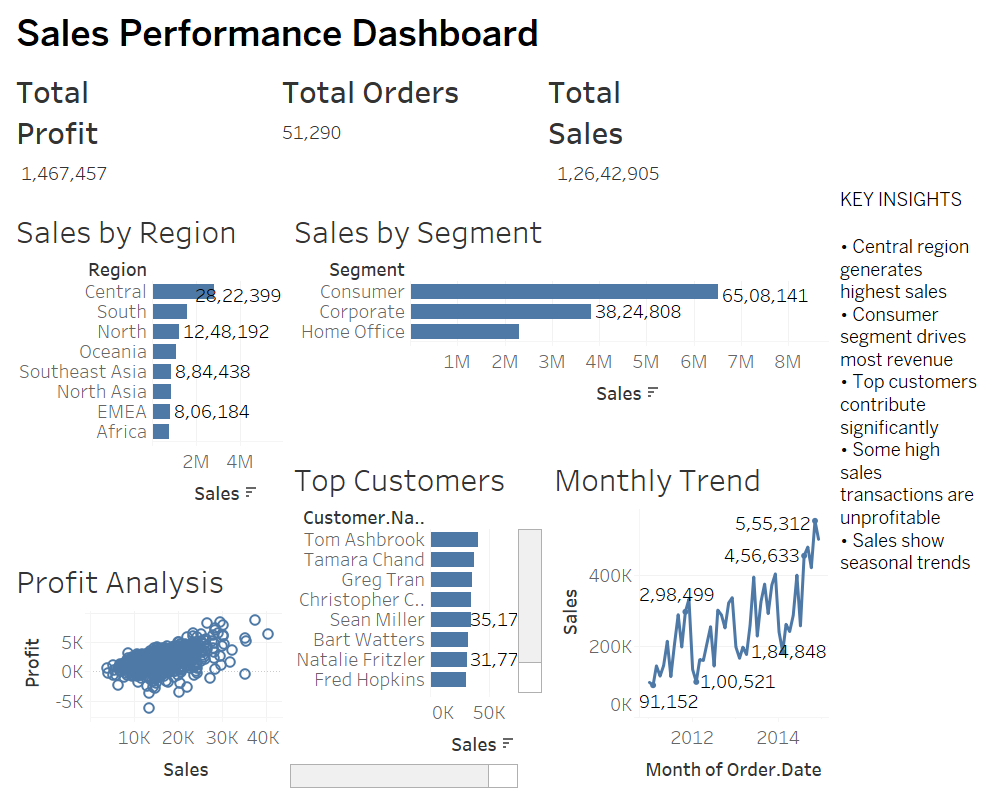 Sales Performance Dashboard
Total
Profit
1,467,457
Total Orders
51,290
Total
Sales
1,26,42,905
Sales by Region
Region
Central
28,22,399
South
North
12,48,192
Oceania
Southeast Asia
8,84,438
North Asia
EMEA
8,06,184
Africa
2M 4M
Sales
Sales by Segment
Segment
Consumer
65,08,141
Corporate
38,24,808
Home Office
1M 2M 3M 4M 5M 6M 7M 8M
Sales
KEY INSIGHTS
• Central region
generates
highest sales
• Consumer
segment drives
most revenue
• Top customers
contribute
significantly
• Some high
sales
transactions are
unprofitable
• Sales show
seasonal trends
Profit Analysis
Profit
5K
0K
-5K
10K 20K 30K 40K
Sales
Top Customers
Customer.Na..
Tom Ashbrook
Tamara Chand
Greg Tran
Christopher C..
Sean Miller
35,17
Bart Watters
Natalie Fritzler
31,77
Fred Hopkins
0K 50K
Sales
Monthly Trend
Sales
400K
200K
0K
5,55,312
4,56,633
2,98,499
1,84,848
1,00,521
91,152
2012 2014
Month of Order.Date